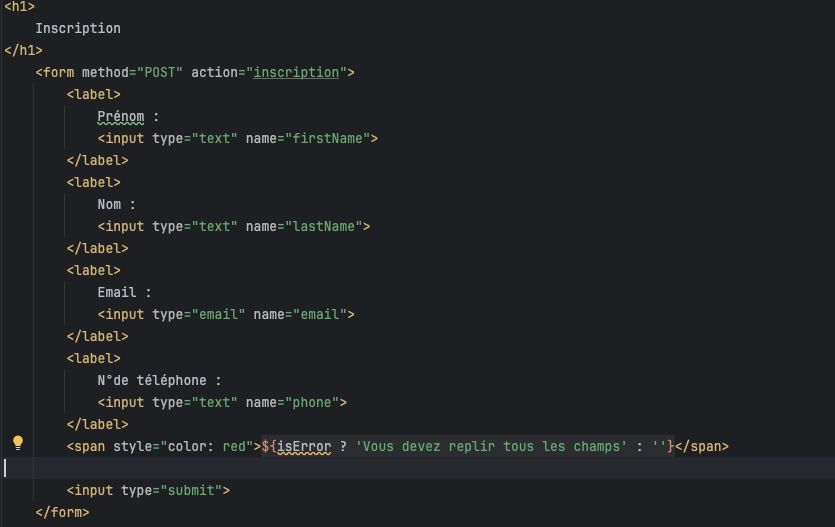 <h1>
Inscription
</h1>
<form method="POST" action="inscription">
<label>
Prénom :
<input type="text" name="firstName">
</label>
<label>
Nom :
<input type="text" name="lastName">
</label>
<label>
Email :
<input type="email" name="email">
</label>
<label>
N°de téléphone :
<input type="text" name="phone">
</label>
<span style="color: red">${isError ? 'Vous devez replir tous les champs' : ''}</span>
<input type="submit">
</form>